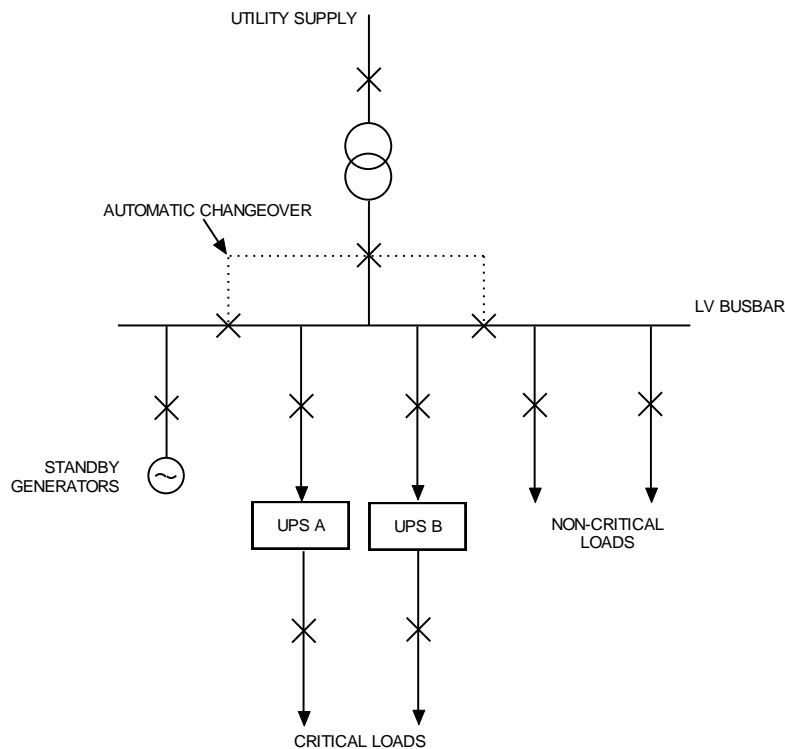 UTILITY SUPPLY
AUTOMATIC CHANGEOVER
LV BUSBAR
STANDBY
GENERATORS
UPS A
UPS B
NON-CRITICAL
LOADS
CRITICAL LOADS